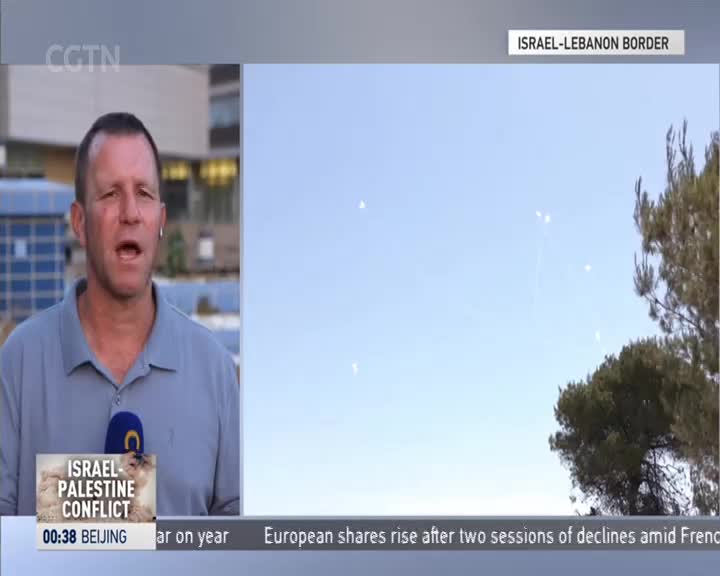 CGTN
ISRAEL-LEBANON BORDER
ISRAEL-
PALESTINE
CONFLICT
00:38 BEIJING
ar on year European shares rise after two sessions of declines amid Frenc